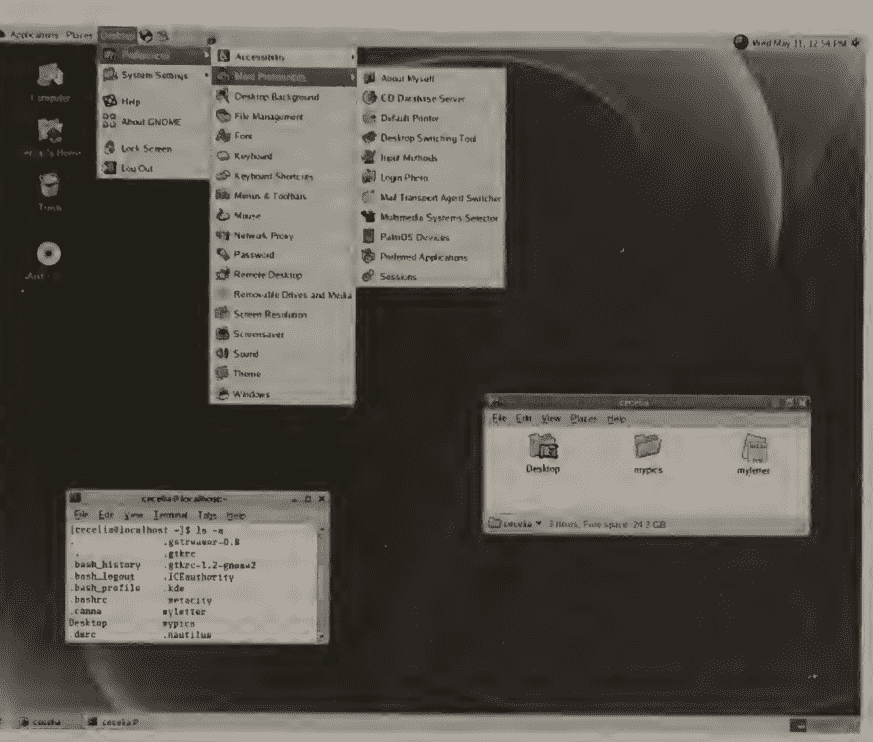 Applications Places Desktop
Wed May 11, 12:54 PM
Computer
Trash
Preferences
System Settings
Help
About GNOME
Lock Screen
Log Out
Accessibility
More Preferences
Desktop Background
File Management
Font
Keyboard
Keyboard Shortcuts
Menus & Toolbars
Mouse
Network Proxy
Password
Remote Desktop
Removable Drives and Media
Screen Resolution
Screensaver
Sound
Theme
Windows
About Myself
CD Database Server
Default Printer
Desktop Switching Tool
Input Methods
Login Photo
Mail Transport Agent Switcher
Multimedia Systems Selector
PalmOS Devices
Preferred Applications
Sessions
cecelia
File Edit View Places Help
Desktop mypics myletter
cecelia 3 items, Free space: 24.2 GB
cecelia@localhost:~
File Edit View Terminal Tabs Help
[cecelia@localhost ~]$ ls -a
. .gstreamer-0.8
.. .gtkrc
.bash_history .gtkrc-1.2-gnome2
.bash_logout .ICEauthority
.bash_profile .kde
.bashrc .metacity
.canna myletter
Desktop mypics
.dmrc .nautilus
cecelia